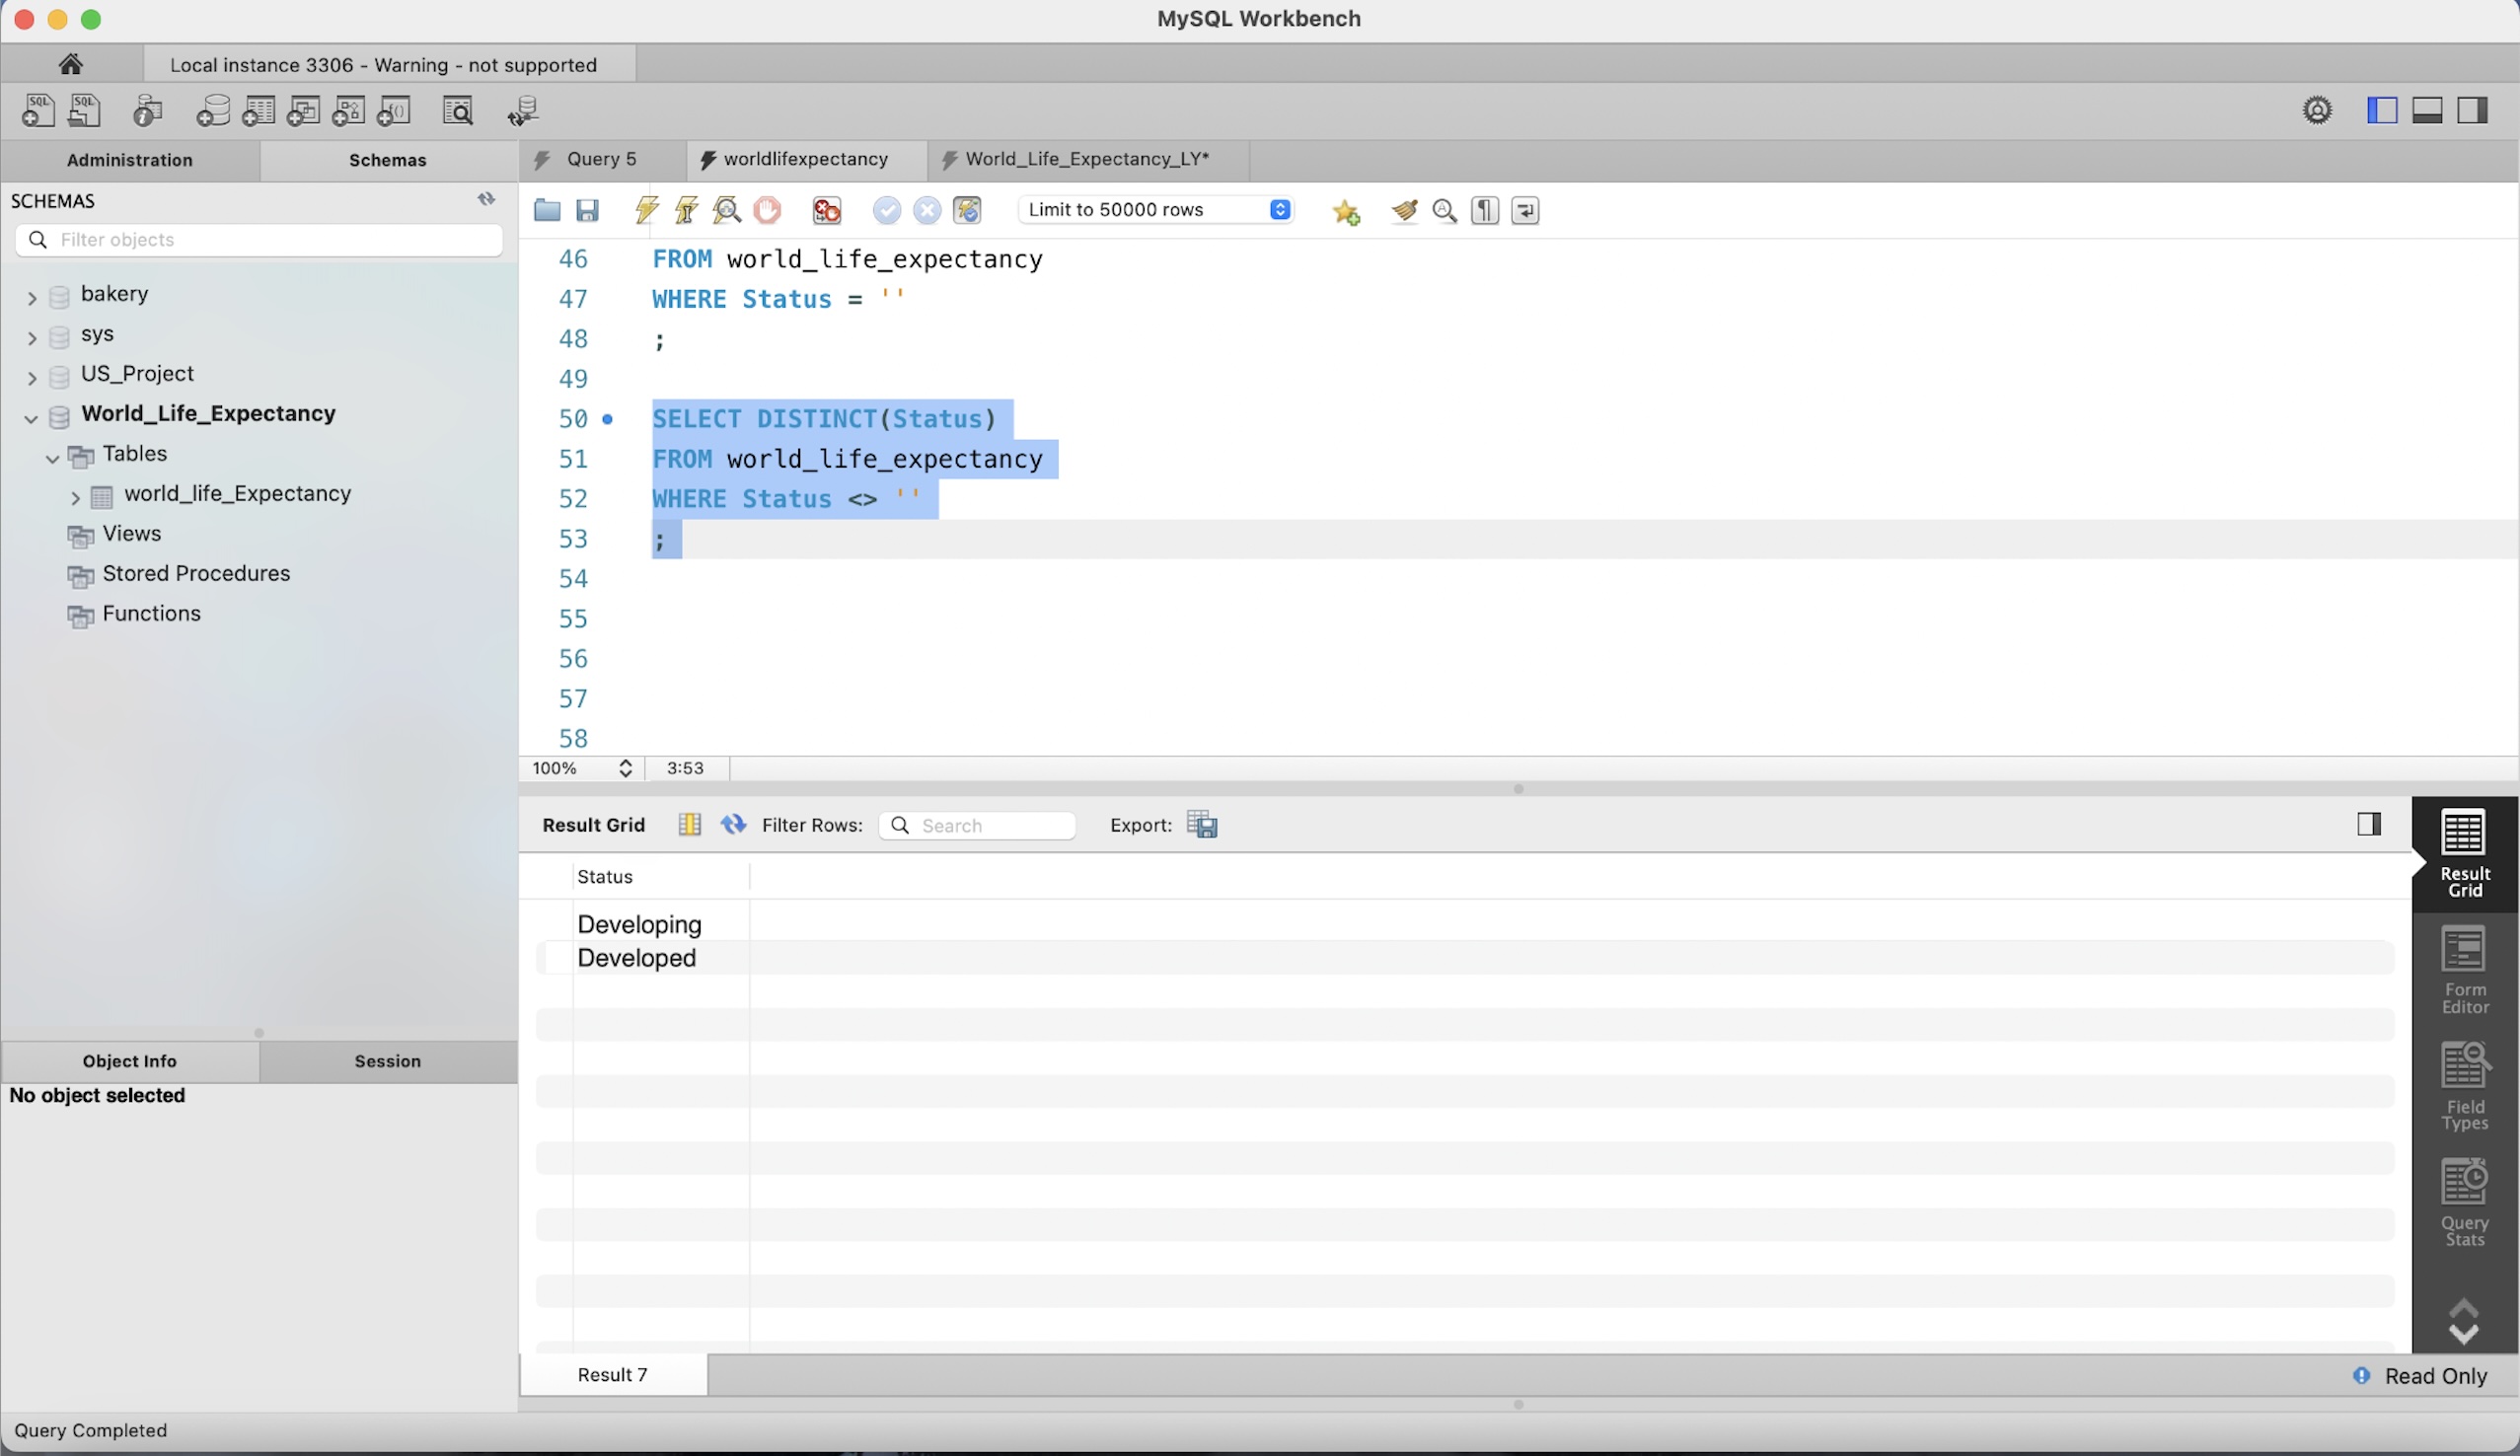 MySQL Workbench
Local instance 3306 - Warning - not supported
Administration
Schemas
Query 5
worldlifexpectancy
World_Life_Expectancy_LY*
SCHEMAS
Filter objects
Limit to 50000 rows
bakery
sys
US_Project
World_Life_Expectancy
Tables
world_life_Expectancy
Views
Stored Procedures
Functions
46 FROM world_life_expectancy
47 WHERE Status = ''
48 ;
49
50 SELECT DISTINCT(Status)
51 FROM world_life_expectancy
52 WHERE Status <> ''
53 ;
54
55
56
57
58
100%
3:53
Result Grid
Filter Rows:
Search
Export:
Status
Developing
Developed
Result
Grid
Form
Editor
Field
Types
Query
Stats
Object Info
Session
No object selected
Result 7
Read Only
Query Completed